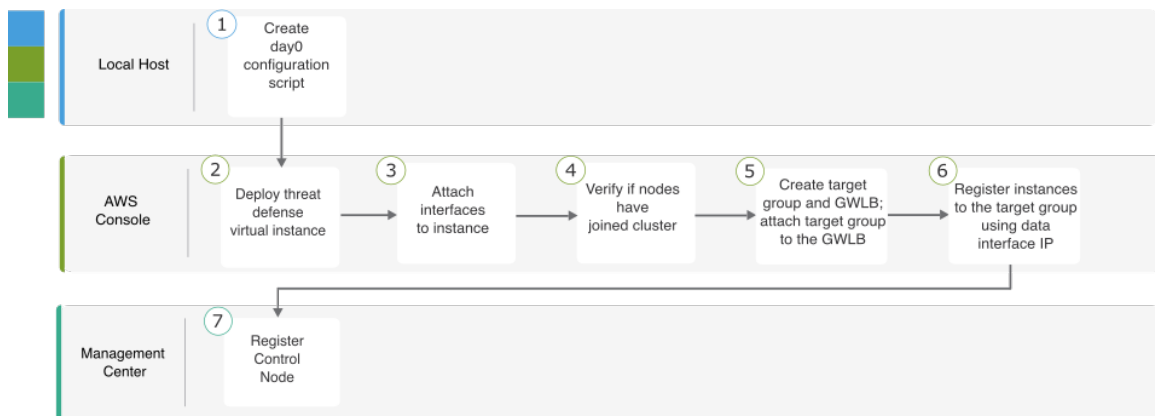 Local Host
1
Create
day0
configuration
script
AWS
Console
2
Deploy threat
defense
virtual instance
3
Attach
interfaces
to instance
4
Verify if nodes
have
joined cluster
5
Create target
group and GWLB;
attach target group
to the GWLB
6
Register instances
to the target group
using data
interface IP
Management
Center
7
Register
Control
Node